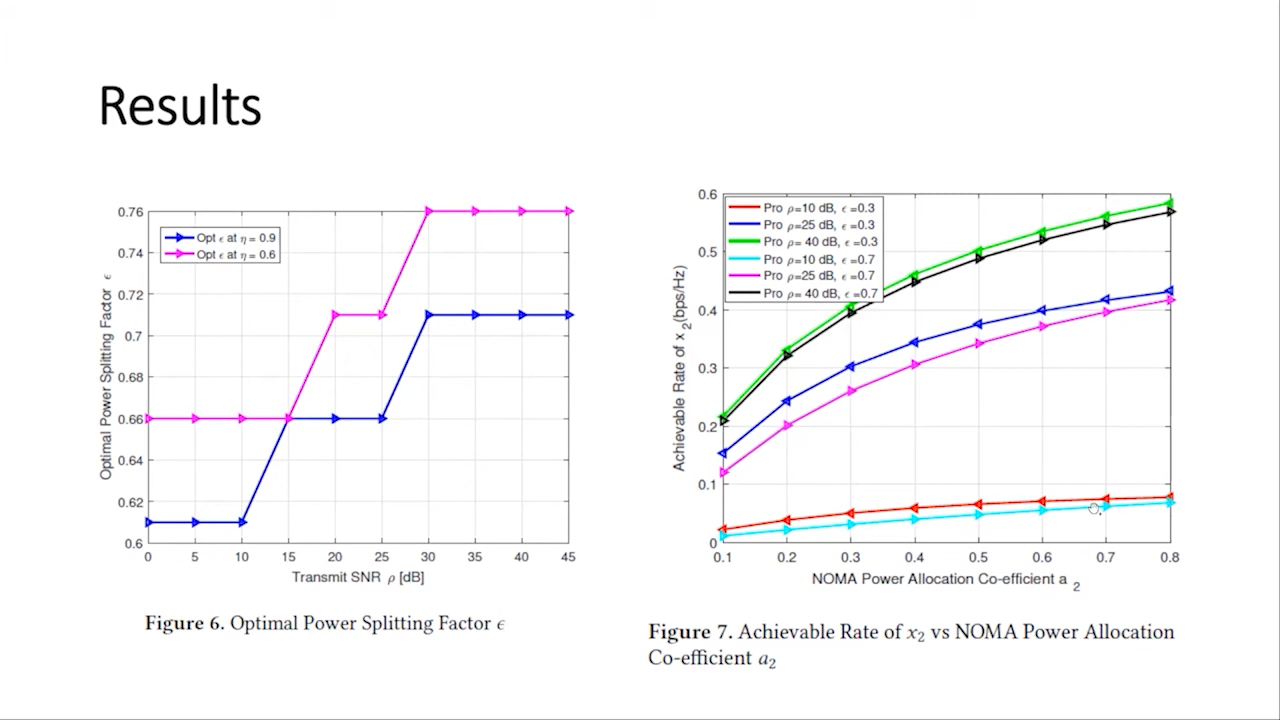 Results
0.76
0.74
0.72
0.7
0.68
0.66
0.64
0.62
0.6
Optimal Power Splitting Factor ϵ
Opt ϵ at η = 0.9
Opt ϵ at η = 0.6
0 5 10 15 20 25 30 35 40 45
Transmit SNR ρ [dB]
Figure 6. Optimal Power Splitting Factor ϵ
0.6
0.5
0.4
0.3
0.2
0.1
0
Achievable Rate of x 2 (bps/Hz)
Pro ρ=10 dB, ϵ =0.3
Pro ρ=25 dB, ϵ =0.3
Pro ρ= 40 dB, ϵ =0.3
Pro ρ=10 dB, ϵ =0.7
Pro ρ=25 dB, ϵ =0.7
Pro ρ= 40 dB, ϵ =0.7
0.1 0.2 0.3 0.4 0.5 0.6 0.7 0.8
NOMA Power Allocation Co-efficient a 2
Figure 7. Achievable Rate of x2 vs NOMA Power Allocation
Co-efficient a2